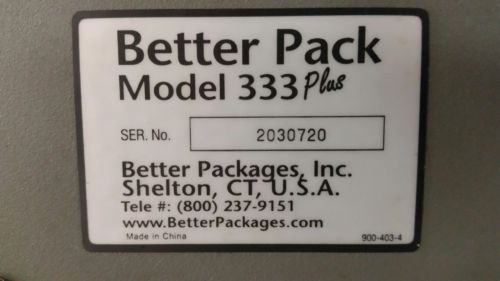 Better Pack
Model 333 Plus
SER. No. 2030720
Better Packages, Inc.
Shelton, CT, U.S.A.
Tele #: (800) 237-9151
www.BetterPackages.com
Made in China 900-403-4